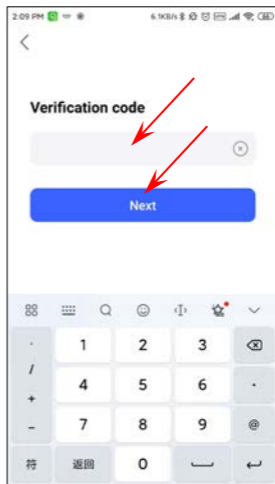 2:09 PM
6.1KB/s
Verification code
Next
·
1
2
3
/
4
5
6
·
+
-
7
8
9
@
符
返回
0